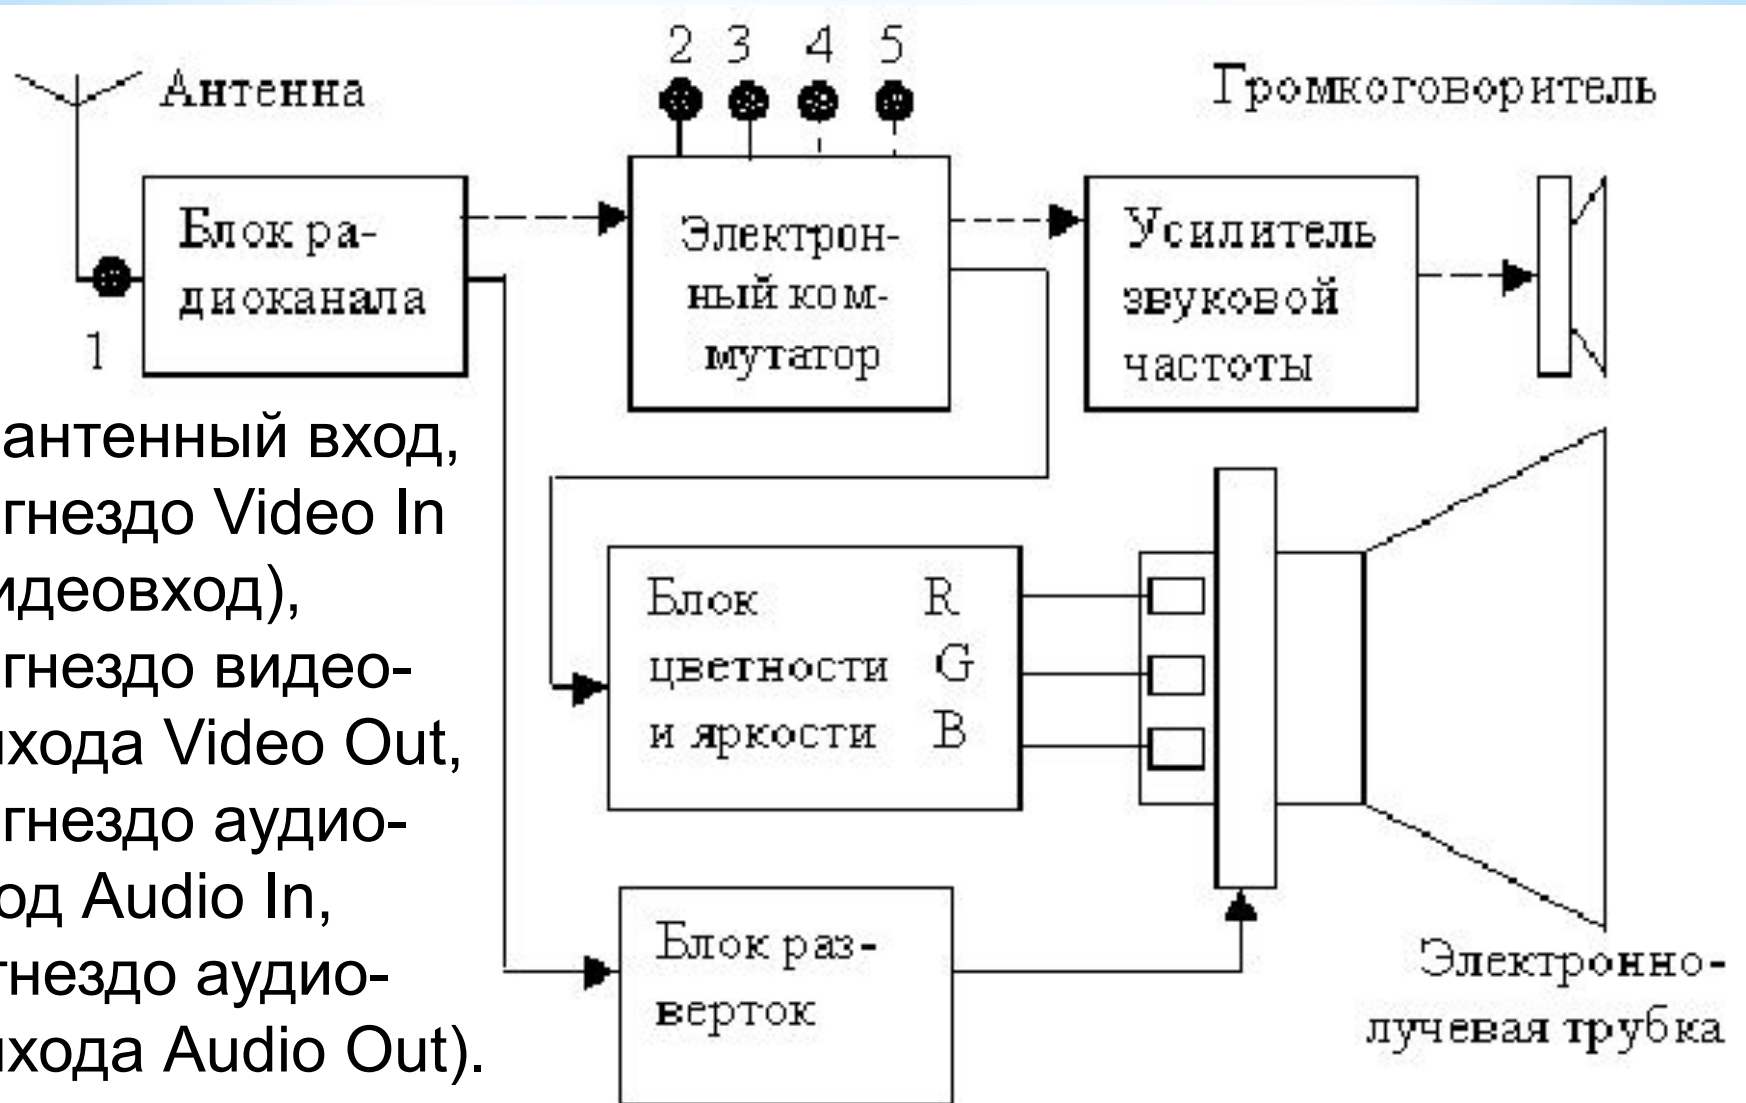 2 3 4 5
Антенна
Громкоговоритель
Блок ра-
диоканала
1
Электрон-
ный ком-
мутатор
Усилитель
звуковой
частоты
антенный вход,
гнездо Video In
идеовход),
гнездо видео-
ыхода Video Out,
гнездо аудио-
од Audio In,
гнездо аудио-
ыхода Audio Out).
Блок R
цветности G
и яркости B
Блок раз-
верток
Электронно-
лучевая трубка